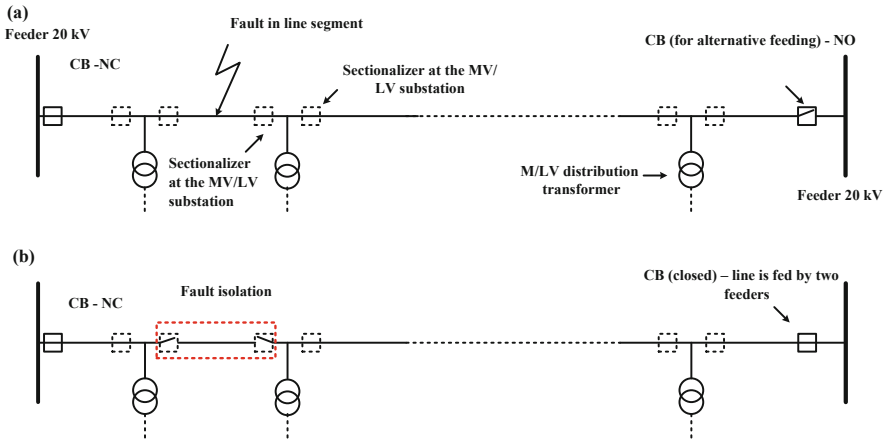 (a)
Feeder 20 kV
CB -NC
Fault in line segment
Sectionalizer at the MV/
LV substation
CB (for alternative feeding) - NO
Sectionalizer
at the MV/LV
substation
M/LV distribution
transformer
Feeder 20 kV
(b)
CB - NC
Fault isolation
CB (closed) – line is fed by two
feeders